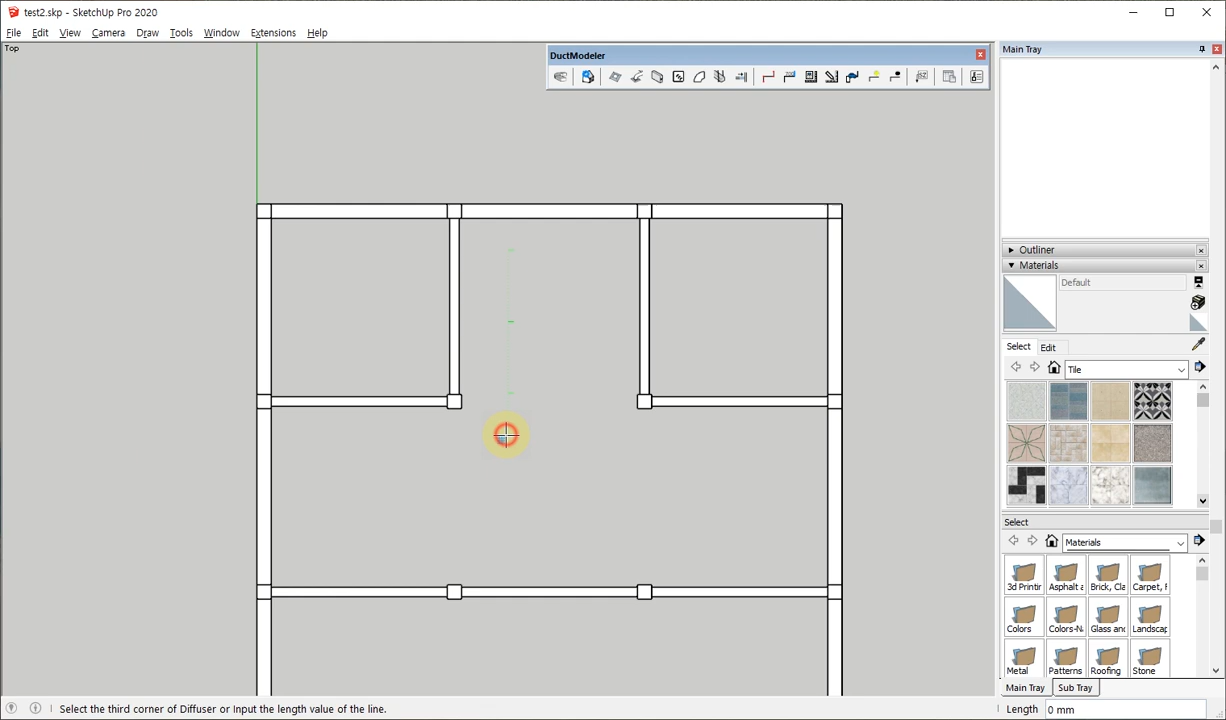 test2.skp - SketchUp Pro 2020
File Edit View Camera Draw Tools Window Extensions Help
Top
DuctModeler
Main Tray
Outliner
Materials
Default
Select Edit
Tile
Select
Materials
3d Printir Asphalt a Brick, Cla Carpet, F
Colors Colors-Na Glass and Landscap
Metal Patterns Roofing Stone
Main Tray Sub Tray
Select the third corner of Diffuser or Input the length value of the line.
Length 0 mm